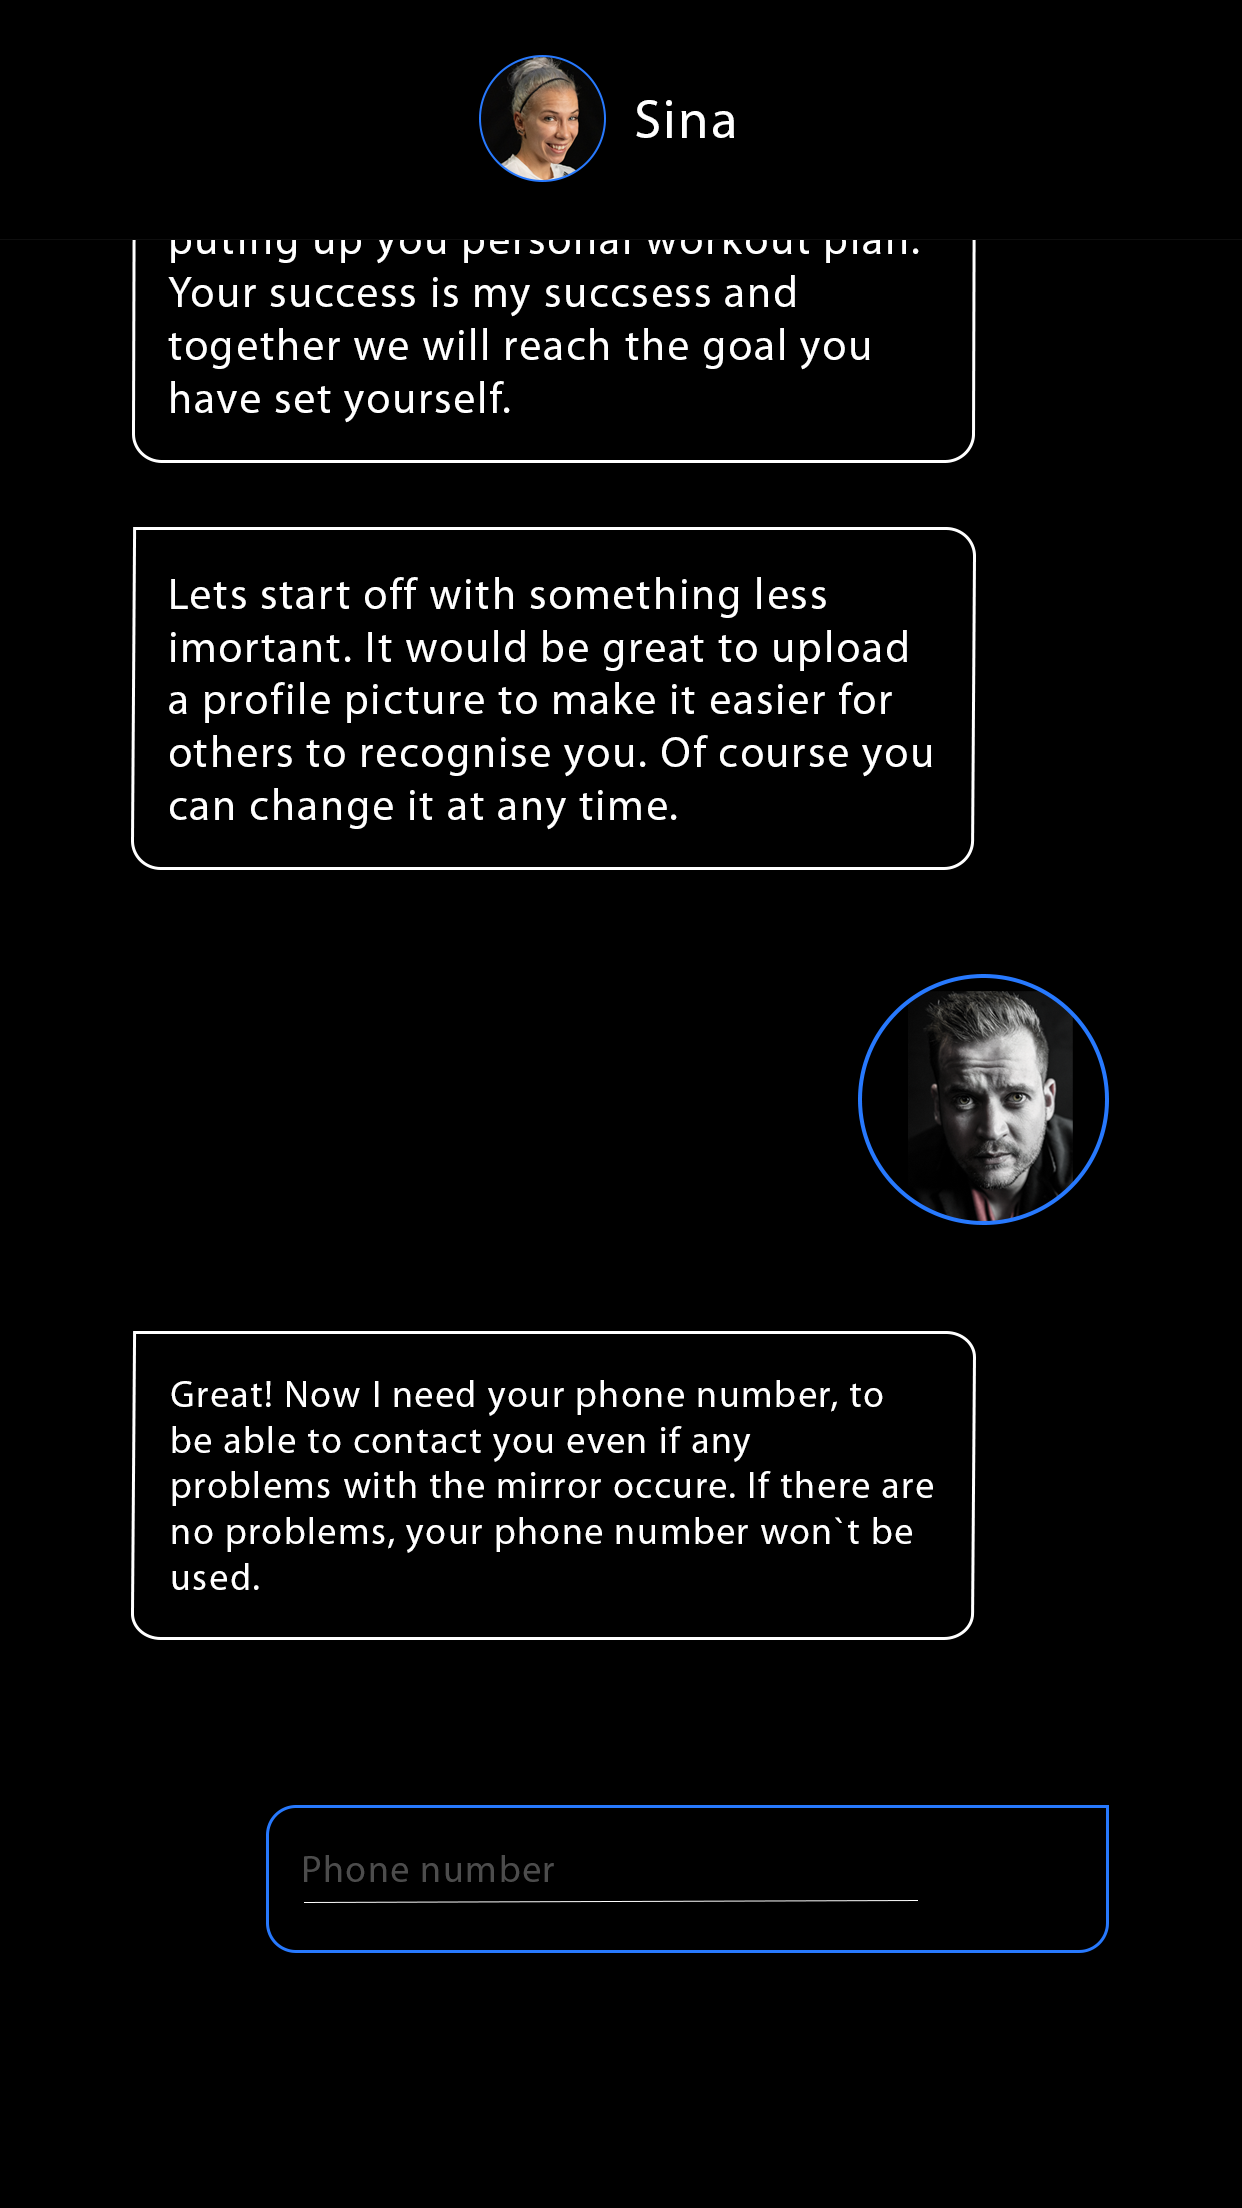 Sina
puting up you personal workout plan.
Your success is my succsess and
together we will reach the goal you
have set yourself.
Lets start off with something less
imortant. It would be great to upload
a profile picture to make it easier for
others to recognise you. Of course you
can change it at any time.
Great! Now I need your phone number, to
be able to contact you even if any
problems with the mirror occure. If there are
no problems, your phone number won`t be
used.
Phone number